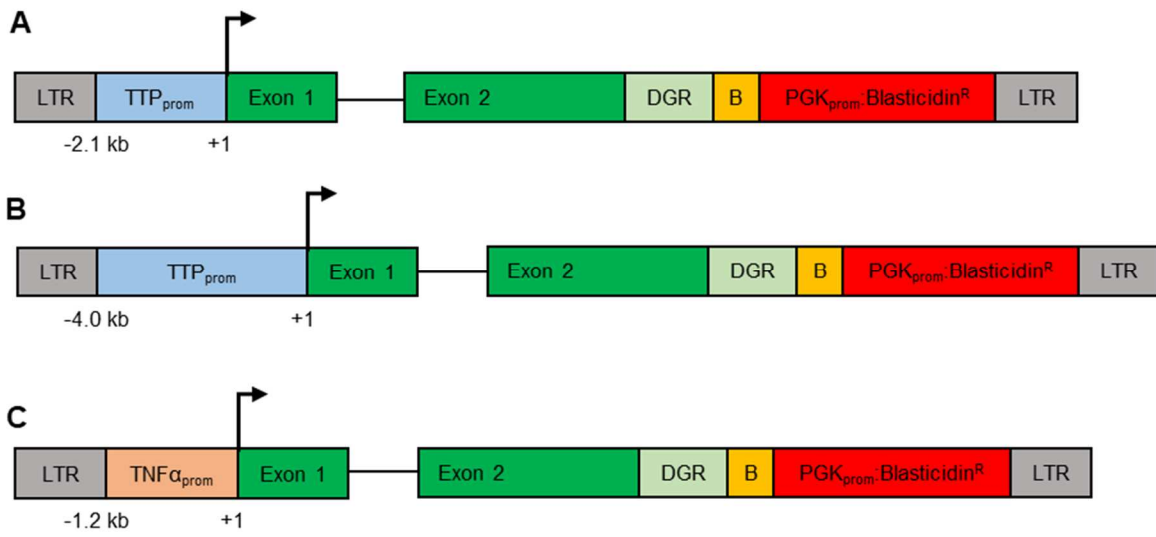 A
LTR TTPprom Exon 1 Exon 2 DGR B PGKprom:BlasticidinR LTR
-2.1 kb +1
B
LTR TTPprom Exon 1 Exon 2 DGR B PGKprom:BlasticidinR LTR
-4.0 kb +1
C
LTR TNFαprom Exon 1 Exon 2 DGR B PGKprom:BlasticidinR LTR
-1.2 kb +1